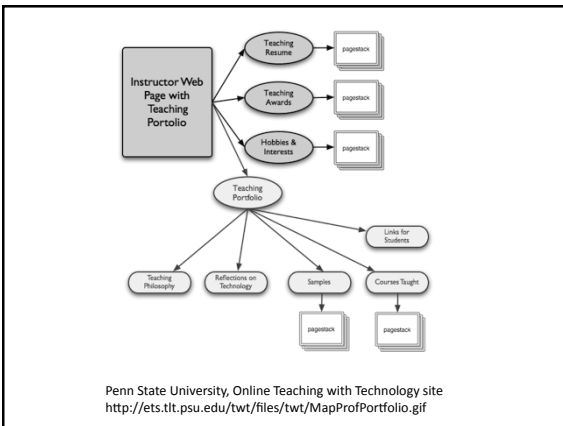 Instructor Web
Page with
Teaching
Portolio
Teaching
Resume
pagestack
Teaching
Awards
pagestack
Hobbies &
Interests
pagestack
Teaching
Portfolio
Links for
Students
Teaching
Philosophy
Reflections on
Technology
Samples
Courses Taught
pagestack
pagestack
Penn State University, Online Teaching with Technology site
http://ets.tlt.psu.edu/twt/files/twt/MapProfPortfolio.gif